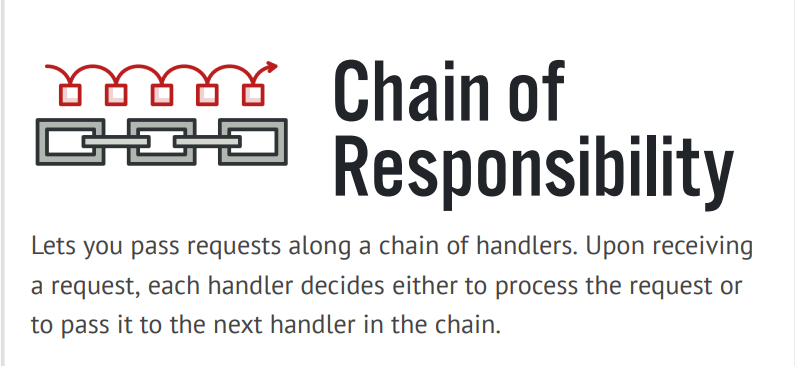 Chain of
Responsibility
Lets you pass requests along a chain of handlers. Upon receiving
a request, each handler decides either to process the request or
to pass it to the next handler in the chain.